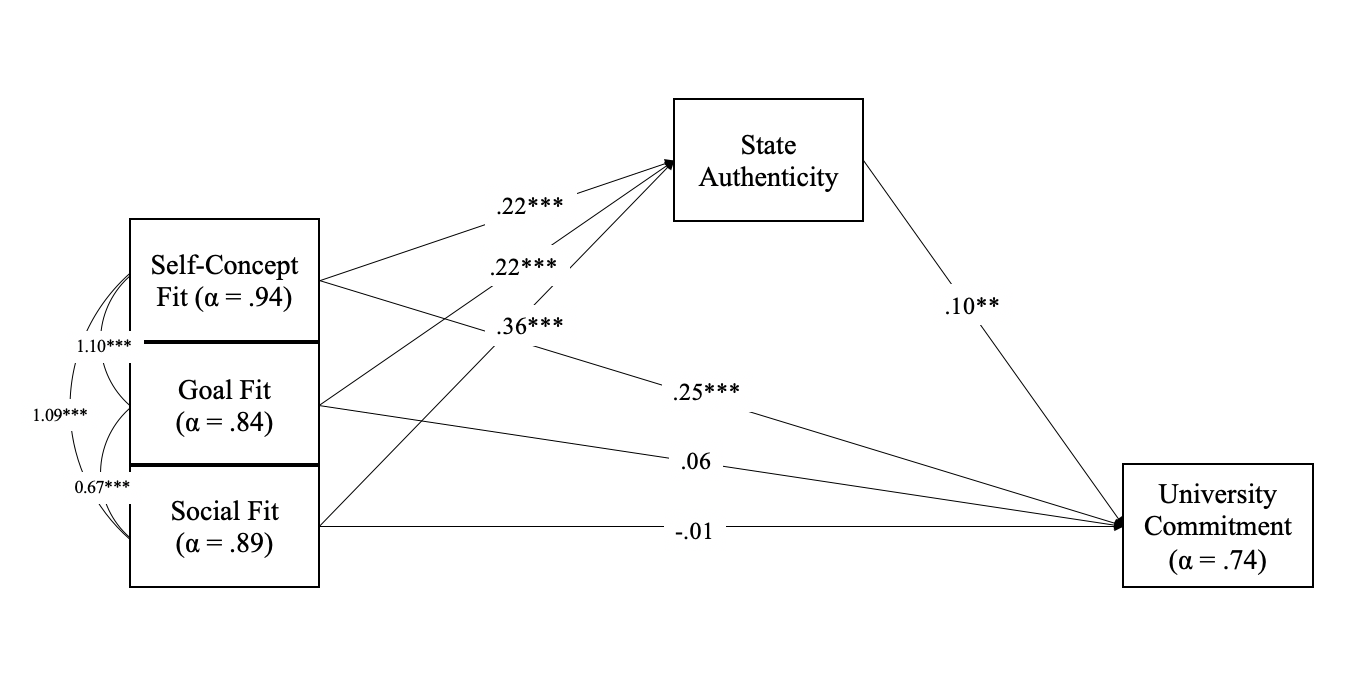 State
Authenticity
.22***
Self-Concept
Fit (α = .94)
.22***
.10**
.36***
1.10***
Goal Fit
(α = .84)
.25***
1.09***
.06
0.67***
Social Fit
(α = .89)
-.01
University
Commitment
(α = .74)